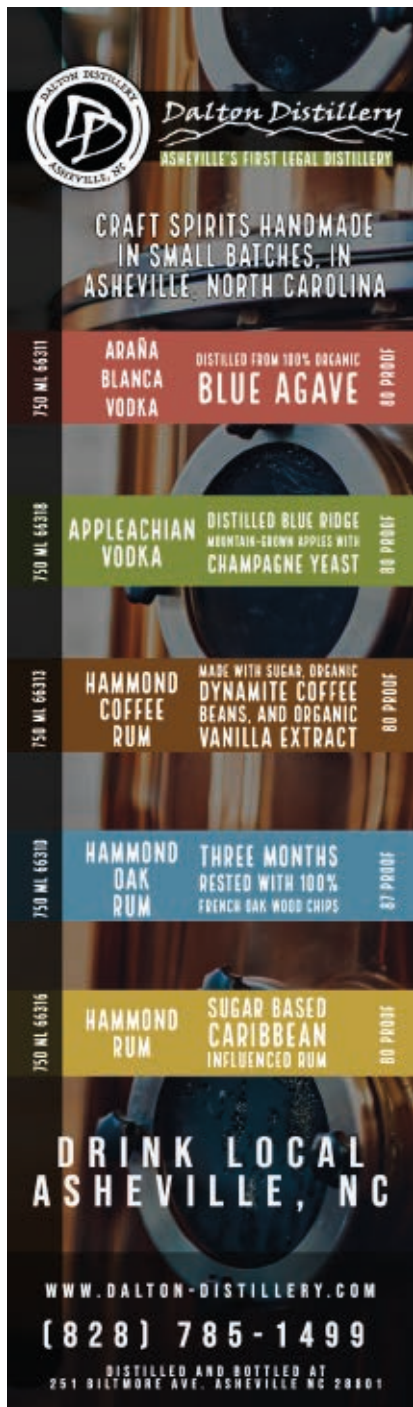 DALTON DISTILLERY
DD
ASHEVILLE, NC
Dalton Distillery
ASHEVILLE'S FIRST LEGAL DISTILLERY
CRAFT SPIRITS HANDMADE
IN SMALL BATCHES, IN
ASHEVILLE, NORTH CAROLINA
750 ML 66311
ARAÑA
BLANCA
VODKA
DISTILLED FROM 100% ORGANIC
BLUE AGAVE
80 PROOF
750 ML 66318
APPLEACHIAN
VODKA
DISTILLED BLUE RIDGE
MOUNTAIN-GROWN APPLES WITH
CHAMPAGNE YEAST
80 PROOF
750 ML 66313
HAMMOND
COFFEE
RUM
MADE WITH SUGAR, ORGANIC
DYNAMITE COFFEE
BEANS, AND ORGANIC
VANILLA EXTRACT
80 PROOF
750 ML 66310
HAMMOND
OAK
RUM
THREE MONTHS
RESTED WITH 100%
FRENCH OAK WOOD CHIPS
87 PROOF
750 ML 66316
HAMMOND
RUM
SUGAR BASED
CARIBBEAN
INFLUENCED RUM
80 PROOF
DRINK LOCAL
ASHEVILLE, NC
WWW.DALTON-DISTILLERY.COM
(828) 785-1499
DISTILLED AND BOTTLED AT
251 BILTMORE AVE. ASHEVILLE NC 28801